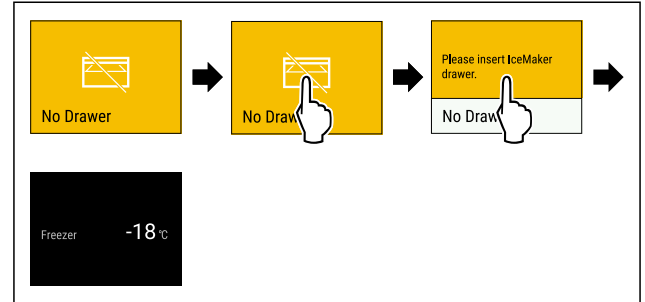 No Drawer
No Draw
Please insert IceMaker
drawer.
No Draw
Freezer -18 °C